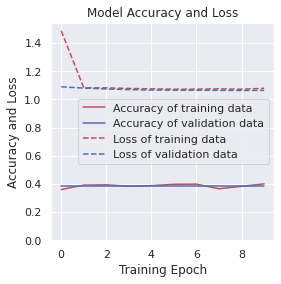 Model Accuracy and Loss
Accuracy and Loss
1.4
1.2
1.0
0.8
0.6
0.4
0.2
0.0
Accuracy of training data
Accuracy of validation data
Loss of training data
Loss of validation data
0 2 4 6 8
Training Epoch